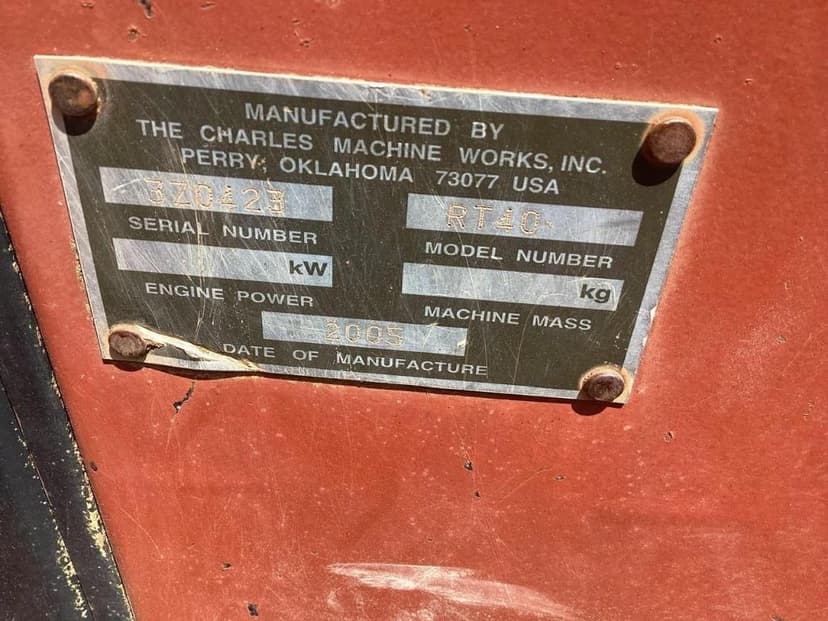 MANUFACTURED BY
THE CHARLES MACHINE WORKS, INC.
PERRY, OKLAHOMA 73077 USA
3Z0423 RT40
SERIAL NUMBER MODEL NUMBER
kW kg
ENGINE POWER MACHINE MASS
2005
DATE OF MANUFACTURE